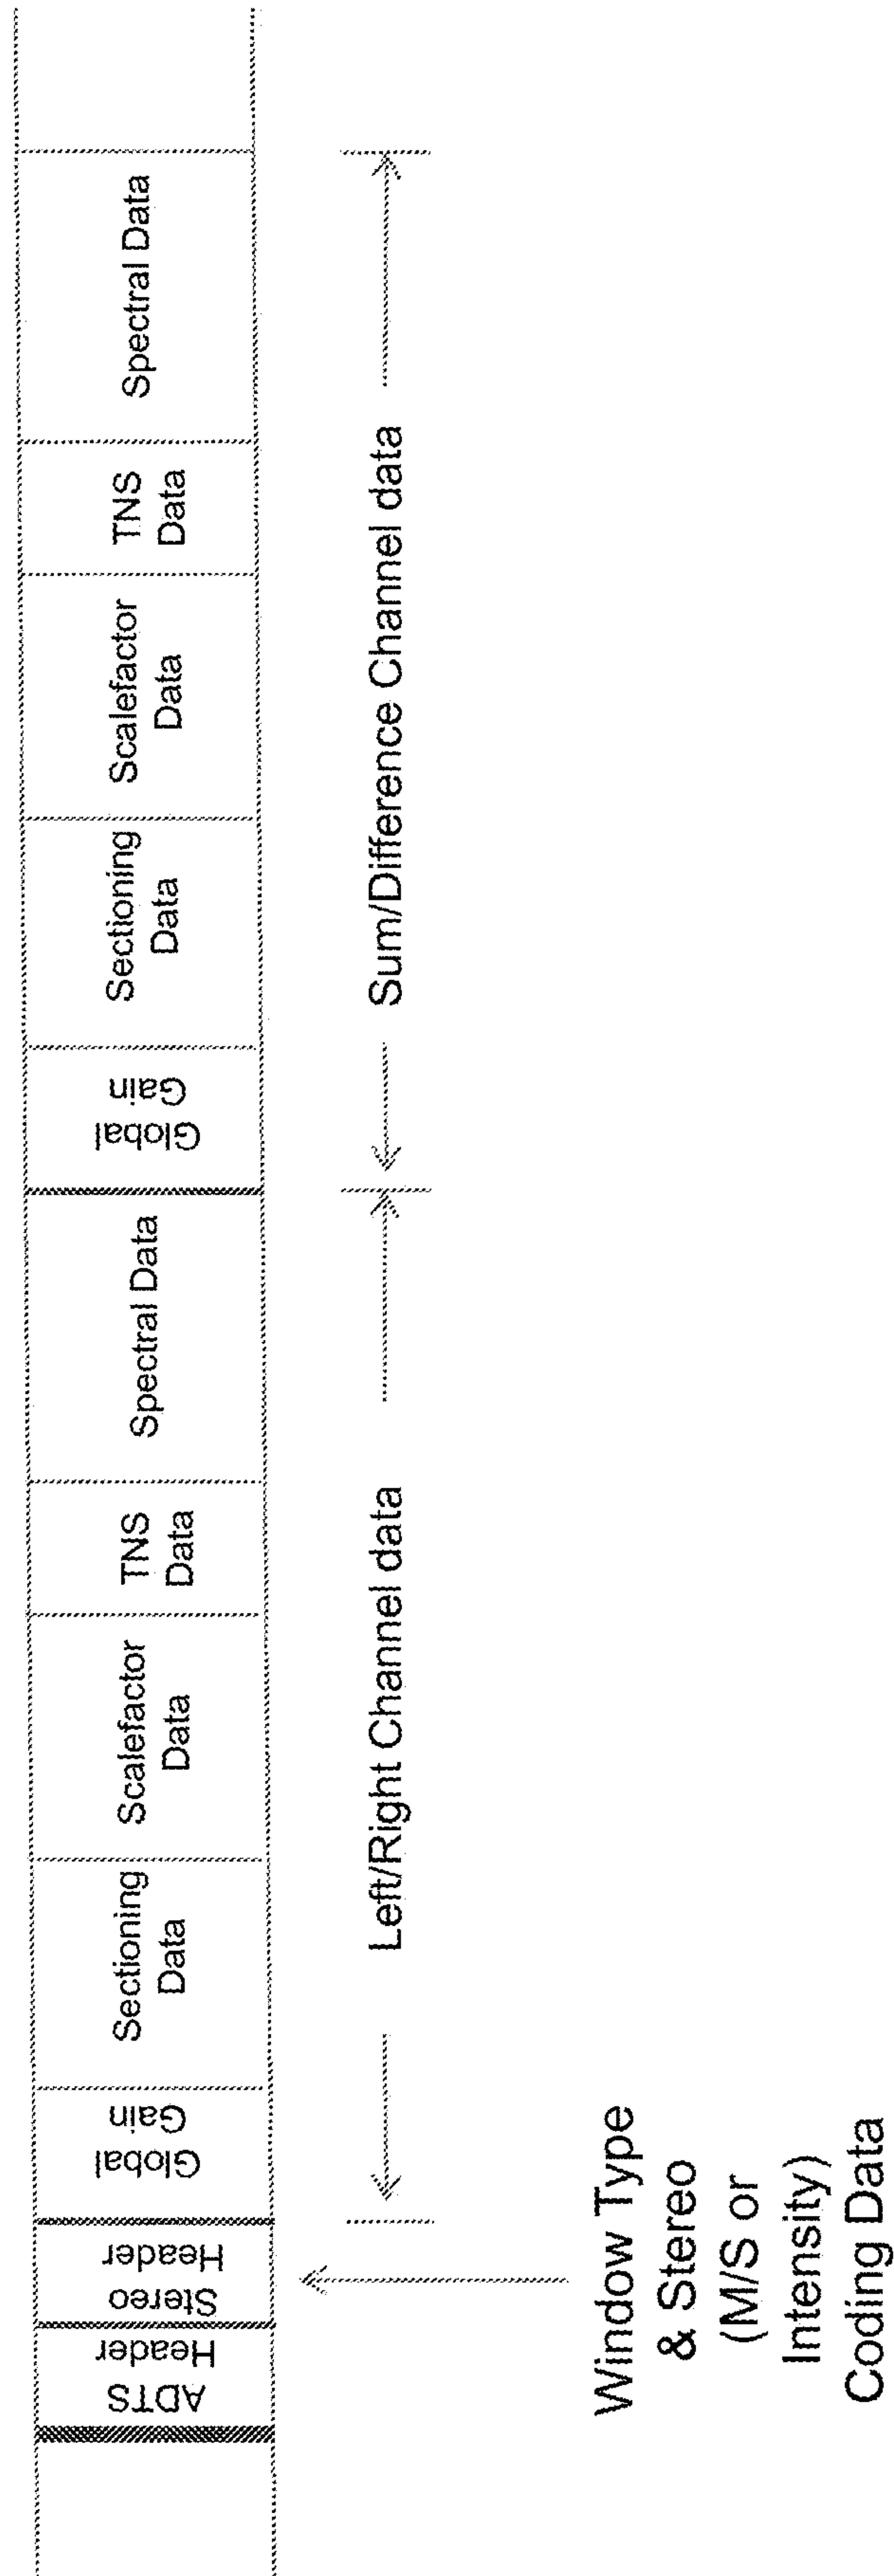 ADTS
Header
Stereo
Header
Global
Gain
Sectioning
Data
Scalefactor
Data
TNS
Data
Spectral Data
Global
Gain
Sectioning
Data
Scalefactor
Data
TNS
Data
Spectral Data
Left/Right Channel data
Sum/Difference Channel data
Window Type
& Stereo
(M/S or
Intensity)
Coding Data